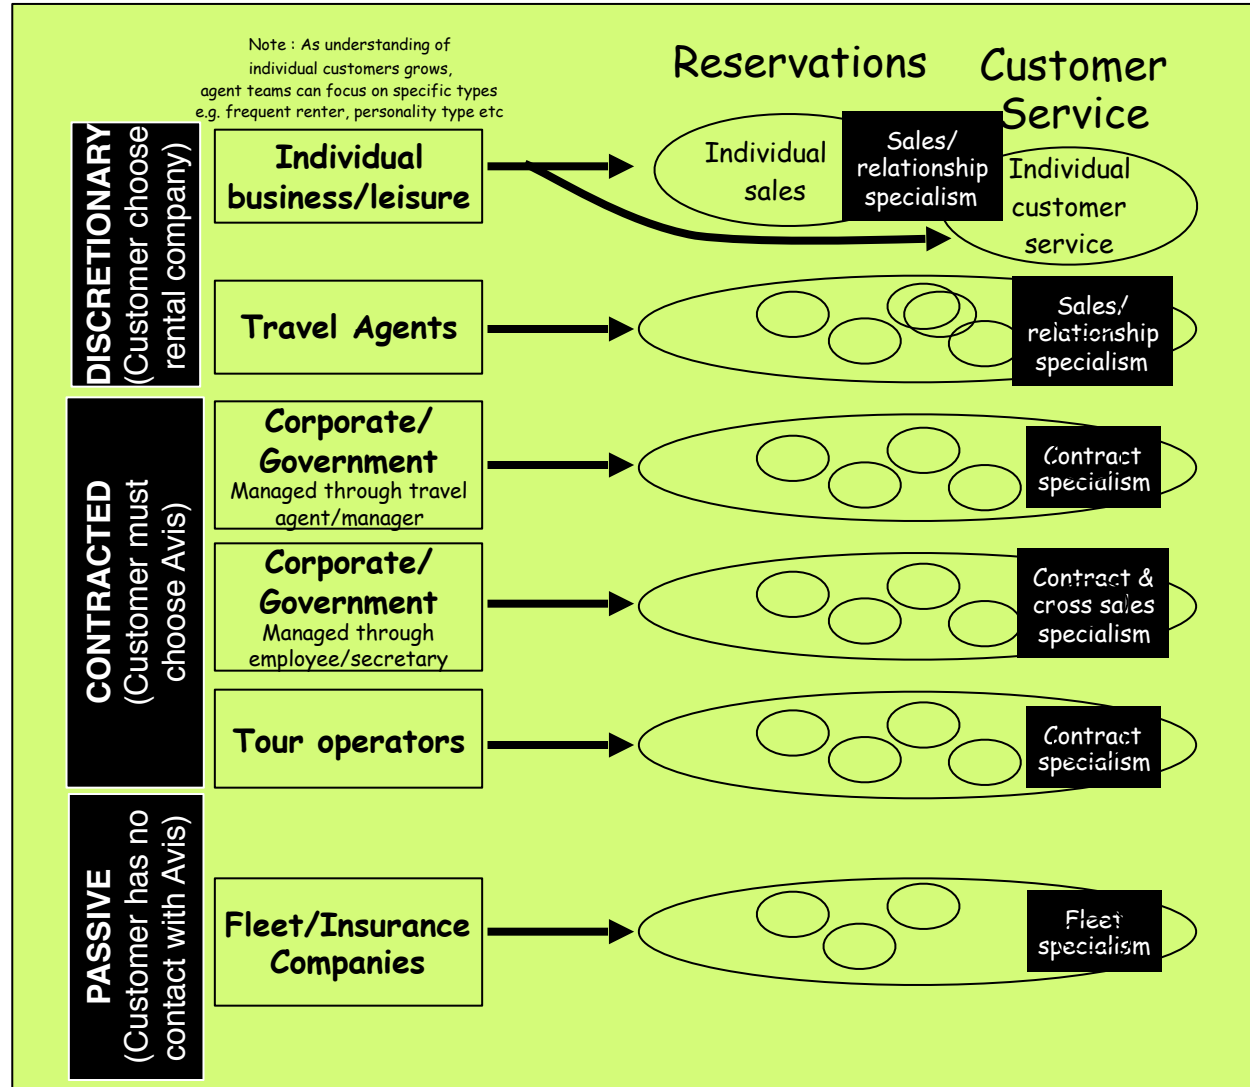 Note : As understanding of
individual customers grows,
agent teams can focus on specific types
e.g. frequent renter, personality type etc
Reservations
Customer
Service
DISCRETIONARY
(Customer choose
rental company)
Individual
business/leisure
Individual
sales
Sales/
relationship
specialism
Individual
customer
service
Travel Agents
Sales/
relationship
specialism
CONTRACTED
(Customer must
choose Avis)
Corporate/
Government
Managed through travel
agent/manager
Contract
specialism
Corporate/
Government
Managed through
employee/secretary
Contract &
cross sales
specialism
Tour operators
Contract
specialism
PASSIVE
(Customer has no
contact with Avis)
Fleet/Insurance
Companies
Fleet
specialism